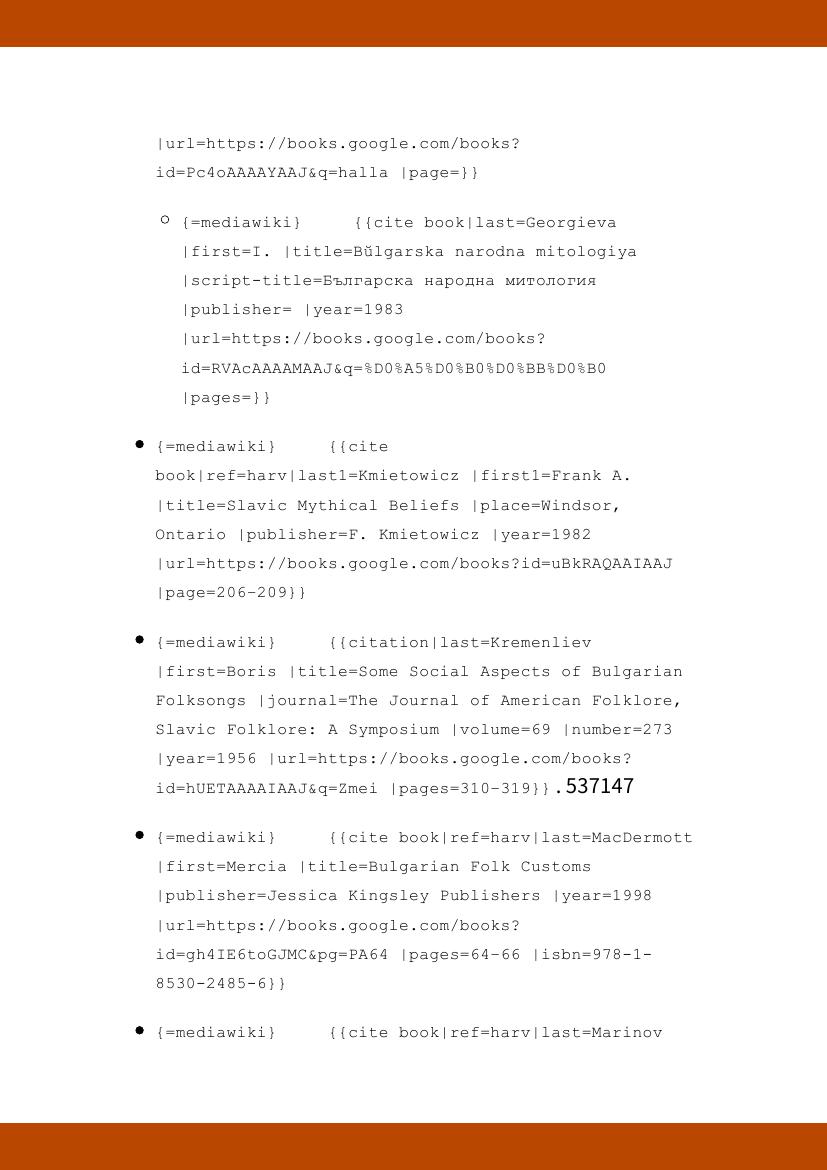 |url=https://books.google.com/books?
id=Pc4oAAAAYAAJ&q=halla |page=}}
{=mediawiki} {{cite book|last=Georgieva
|first=I. |title=Bŭlgarska narodna mitologiya
|script-title=Българска народна митология
|publisher= |year=1983
|url=https://books.google.com/books?
id=RVAcAAAAMAAJ&q=%D0%A5%D0%B0%D0%BB%D0%B0
|pages=}}
{=mediawiki} {{cite
book|ref=harv|last1=Kmietowicz |first1=Frank A.
|title=Slavic Mythical Beliefs |place=Windsor,
Ontario |publisher=F. Kmietowicz |year=1982
|url=https://books.google.com/books?id=uBkRAQAAIAAJ
|page=206–209}}
{=mediawiki} {{citation|last=Kremenliev
|first=Boris |title=Some Social Aspects of Bulgarian
Folksongs |journal=The Journal of American Folklore,
Slavic Folklore: A Symposium |volume=69 |number=273
|year=1956 |url=https://books.google.com/books?
id=hUETAAAAIAAJ&q=Zmei |pages=310–319}}.537147
{=mediawiki} {{cite book|ref=harv|last=MacDermott
|first=Mercia |title=Bulgarian Folk Customs
|publisher=Jessica Kingsley Publishers |year=1998
|url=https://books.google.com/books?
id=gh4IE6toGJMC&pg=PA64 |pages=64–66 |isbn=978-1-
8530-2485-6}}
{=mediawiki} {{cite book|ref=harv|last=Marinov